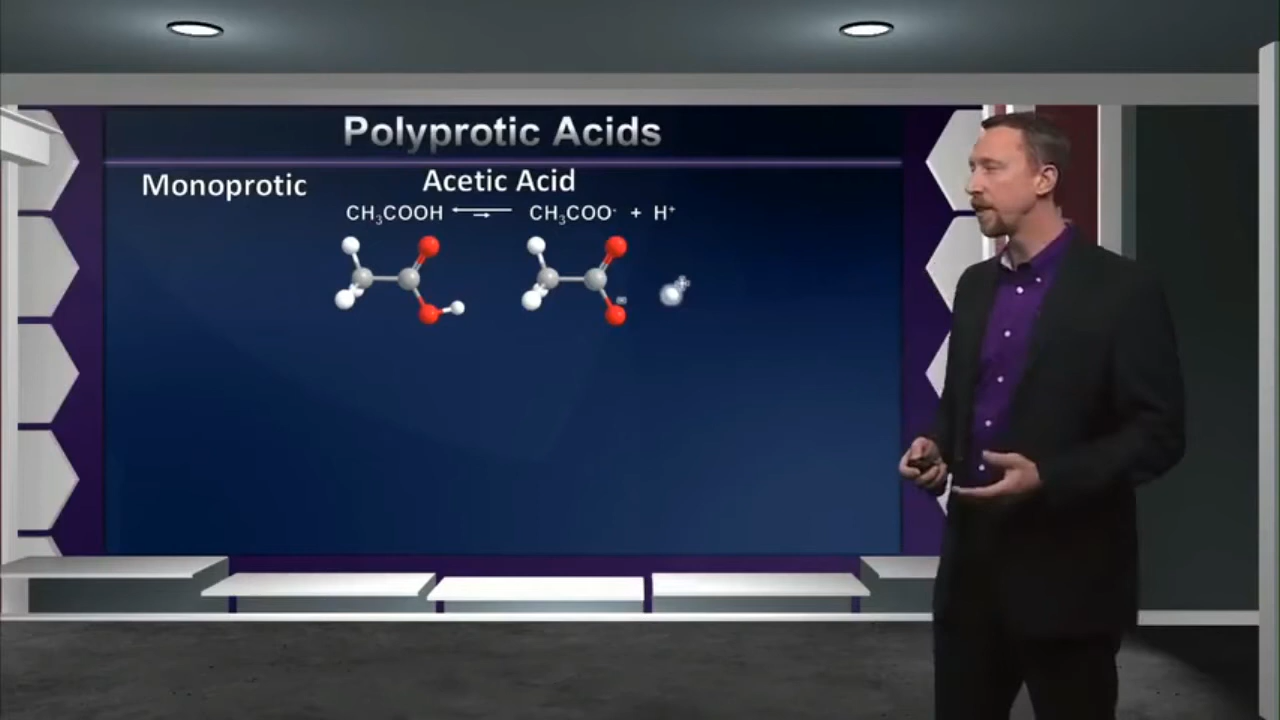 Polyprotic Acids
Monoprotic
Acetic Acid
CH₃COOH ⇌ CH₃COO⁻ + H⁺